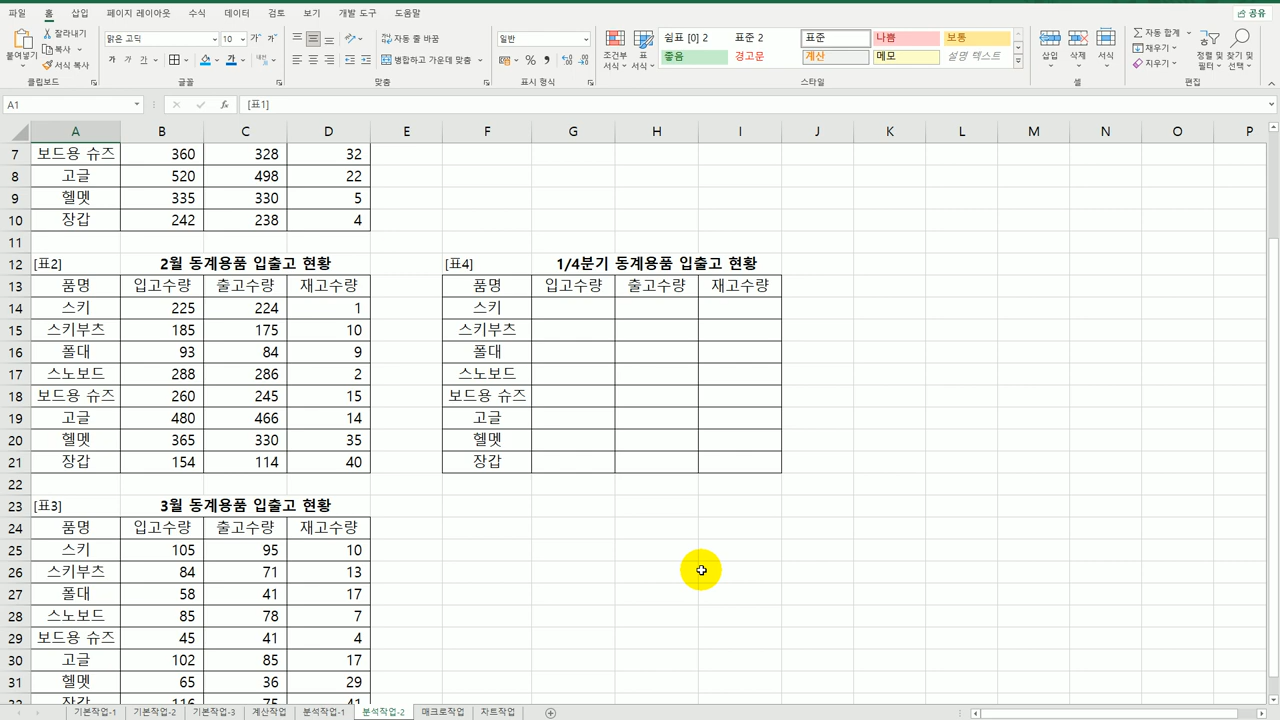 파일 홈 삽입 페이지 레이아웃 수식 데이터 검토 보기 개발 도구 도움말 공유
붙여넣기 잘라내기 복사 서식 복사 클립보드
맑은 고딕 10 가 가 가 글꼴
자동 줄 바꿈 병합하고 가운데 맞춤 맞춤
일반 % 표시 형식
조건부 서식 표 서식 쉼표 [0] 2 표준 2 표준 나쁨 보통
좋음 경고문 계산 메모 설명 텍스트 스타일
삽입 삭제 서식 셀
자동 합계 채우기 지우기 정렬 및 필터 찾기 및 선택 편집
A1 fx [표1]
A B C D E F G H I J K L M N O P
7 보드용 슈즈 360 328 32
8 고글 520 498 22
9 헬멧 335 330 5
10 장갑 242 238 4
11
12 [표2] 2월 동계용품 입출고 현황 [표4] 1/4분기 동계용품 입출고 현황
13 품명 입고수량 출고수량 재고수량 품명 입고수량 출고수량 재고수량
14 스키 225 224 1 스키
15 스키부츠 185 175 10 스키부츠
16 폴대 93 84 9 폴대
17 스노보드 288 286 2 스노보드
18 보드용 슈즈 260 245 15 보드용 슈즈
19 고글 480 466 14 고글
20 헬멧 365 330 35 헬멧
21 장갑 154 114 40 장갑
22
23 [표3] 3월 동계용품 입출고 현황
24 품명 입고수량 출고수량 재고수량
25 스키 105 95 10
26 스키부츠 84 71 13
27 폴대 58 41 17
28 스노보드 85 78 7
29 보드용 슈즈 45 41 4
30 고글 102 85 17
31 헬멧 65 36 29
장갑 116 75 41
기본작업-1 기본작업-2 기본작업-3 계산작업 분석작업-1 분석작업-2 매크로작업 차트작업